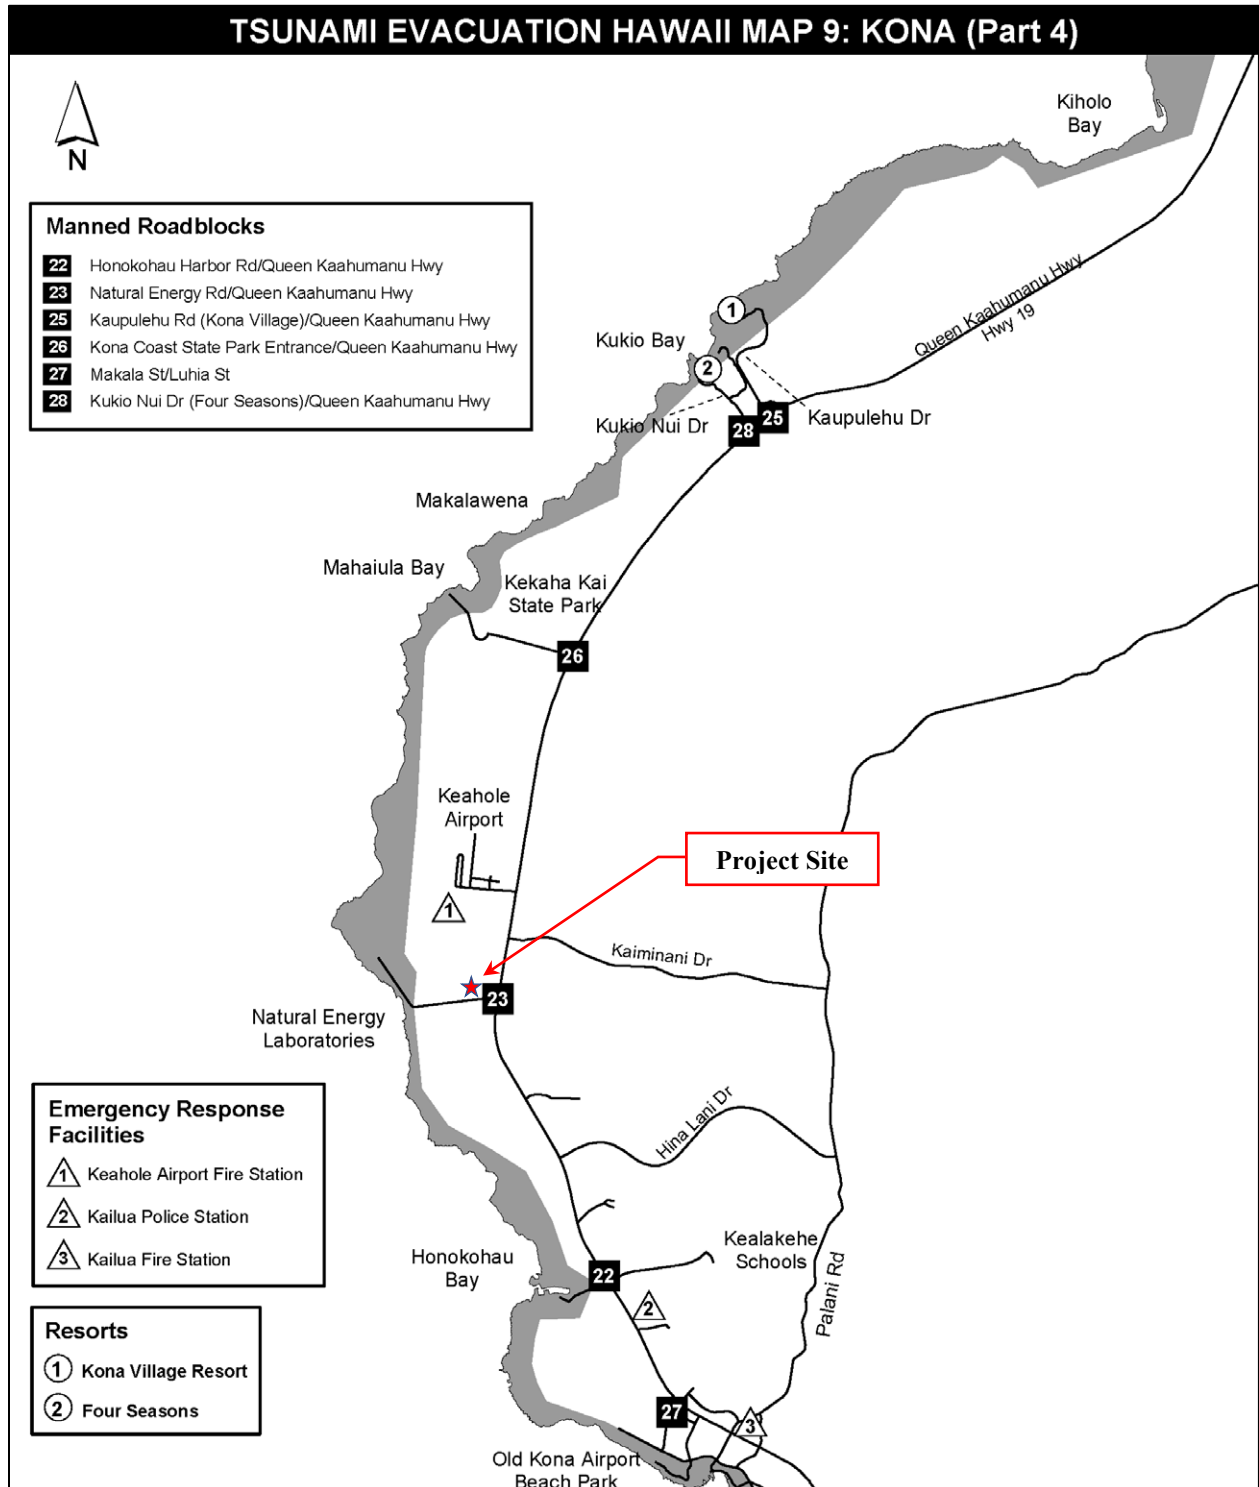 TSUNAMI EVACUATION HAWAII MAP 9: KONA (Part 4)
N
Kiholo
Bay
Manned Roadblocks
22 Honokohau Harbor Rd/Queen Kaahumanu Hwy
23 Natural Energy Rd/Queen Kaahumanu Hwy
25 Kaupulehu Rd (Kona Village)/Queen Kaahumanu Hwy
26 Kona Coast State Park Entrance/Queen Kaahumanu Hwy
27 Makala St/Luhia St
28 Kukio Nui Dr (Four Seasons)/Queen Kaahumanu Hwy
Queen Kaahumanu Hwy
Hwy 19
1
Kukio Bay
2
Kukio Nui Dr
28
25
Kaupulehu Dr
Makalawena
Mahaiula Bay
Kekaha Kai
State Park
26
Keahole
Airport
Project Site
1
Kaiminani Dr
23
Natural Energy
Laboratories
Hina Lani Dr
Emergency Response
Facilities
1 Keahole Airport Fire Station
2 Kailua Police Station
3 Kailua Fire Station
Kealakehe
Schools
Honokohau
Bay
22
2
Palani Rd
Resorts
1 Kona Village Resort
2 Four Seasons
27
3
Old Kona Airport
Beach Park